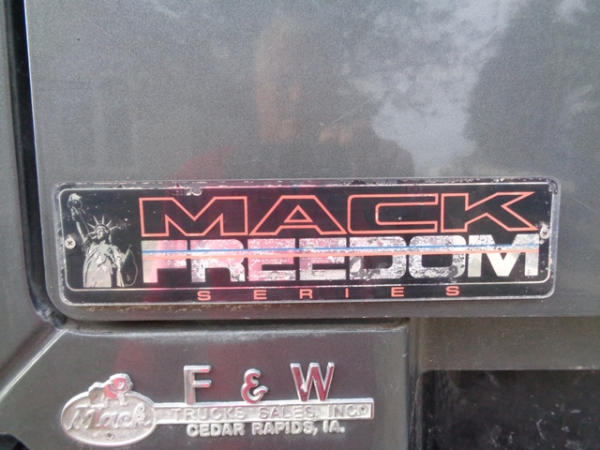 MACK
FREEDOM
SERIES
F & W
Mack
TRUCKS SALES, INC.
CEDAR RAPIDS, IA.